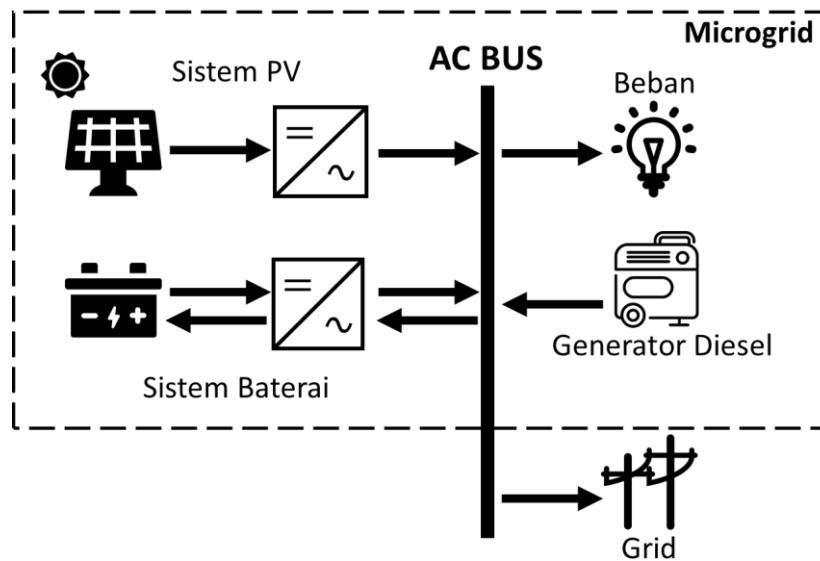 Microgrid
Sistem PV
AC BUS
Beban
Generator Diesel
Sistem Baterai
Grid